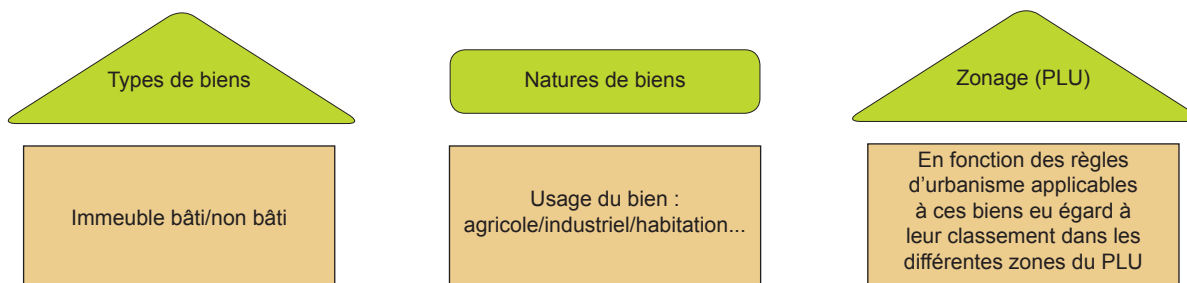 Types de biens
Immeuble bâti/non bâti
Natures de biens
Usage du bien :
agricole/industriel/habitation...
Zonage (PLU)
En fonction des règles
d’urbanisme applicables
à ces biens eu égard à
leur classement dans les
différentes zones du PLU